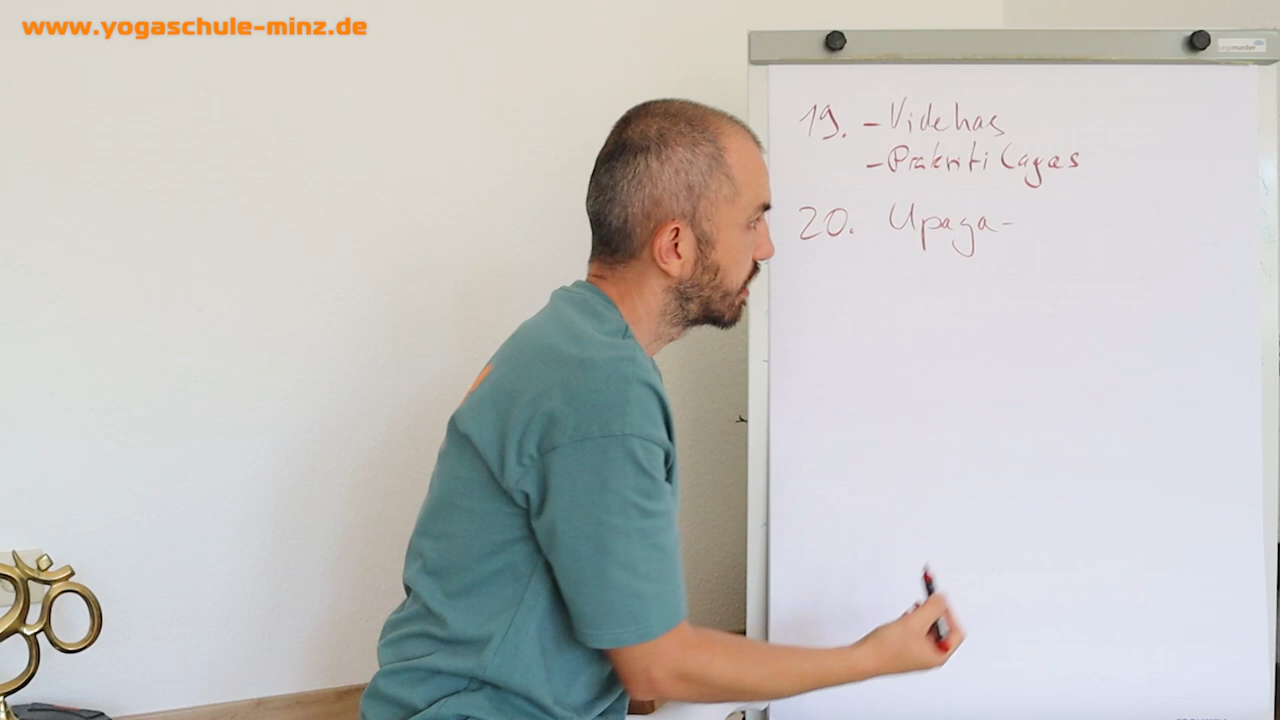 www.yogaschule-minz.de
19. - Videhas
- Prakriti Layas
20. Upaya-